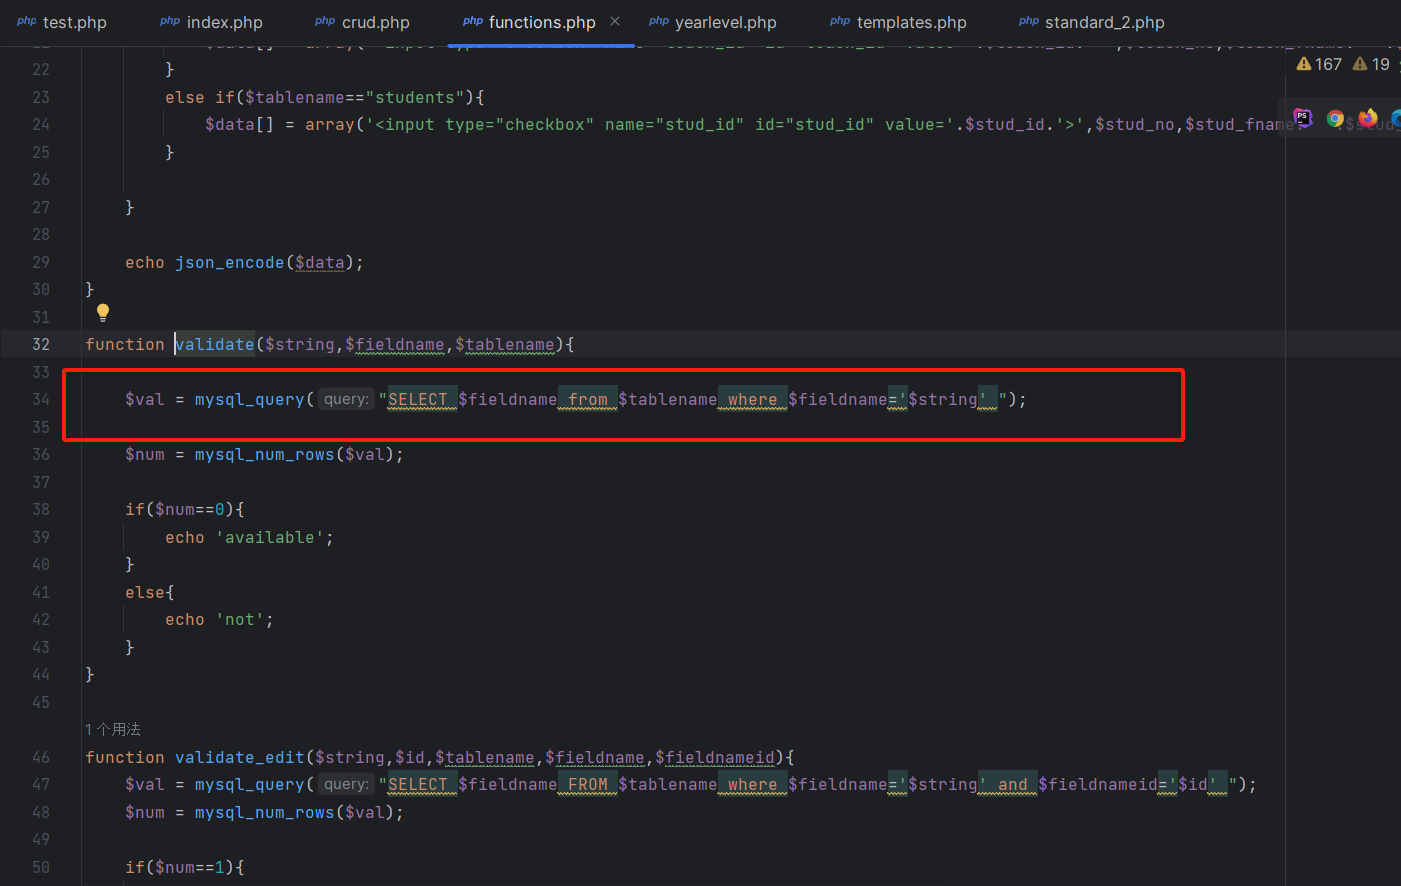 php test.php php index.php php crud.php php functions.php × php yearlevel.php php templates.php php standard_2.php
167 19
22
23 else if($tablename=="students"){
24 $data[] = array('<input type="checkbox" name="stud_id" id="stud_id" value='.$stud_id.'>',$stud_no,$stud_fname.
25 }
26
27 }
28
29 echo json_encode($data);
30 }
31
32 function validate($string,$fieldname,$tablename){
33
34 $val = mysql_query( query: "SELECT $fieldname from $tablename where $fieldname='$string' ");
35
36 $num = mysql_num_rows($val);
37
38 if($num==0){
39 echo 'available';
40 }
41 else{
42 echo 'not';
43 }
44 }
45
1 个用法
46 function validate_edit($string,$id,$tablename,$fieldname,$fieldnameid){
47 $val = mysql_query( query: "SELECT $fieldname FROM $tablename where $fieldname='$string' and $fieldnameid='$id' ");
48 $num = mysql_num_rows($val);
49
50 if($num==1){